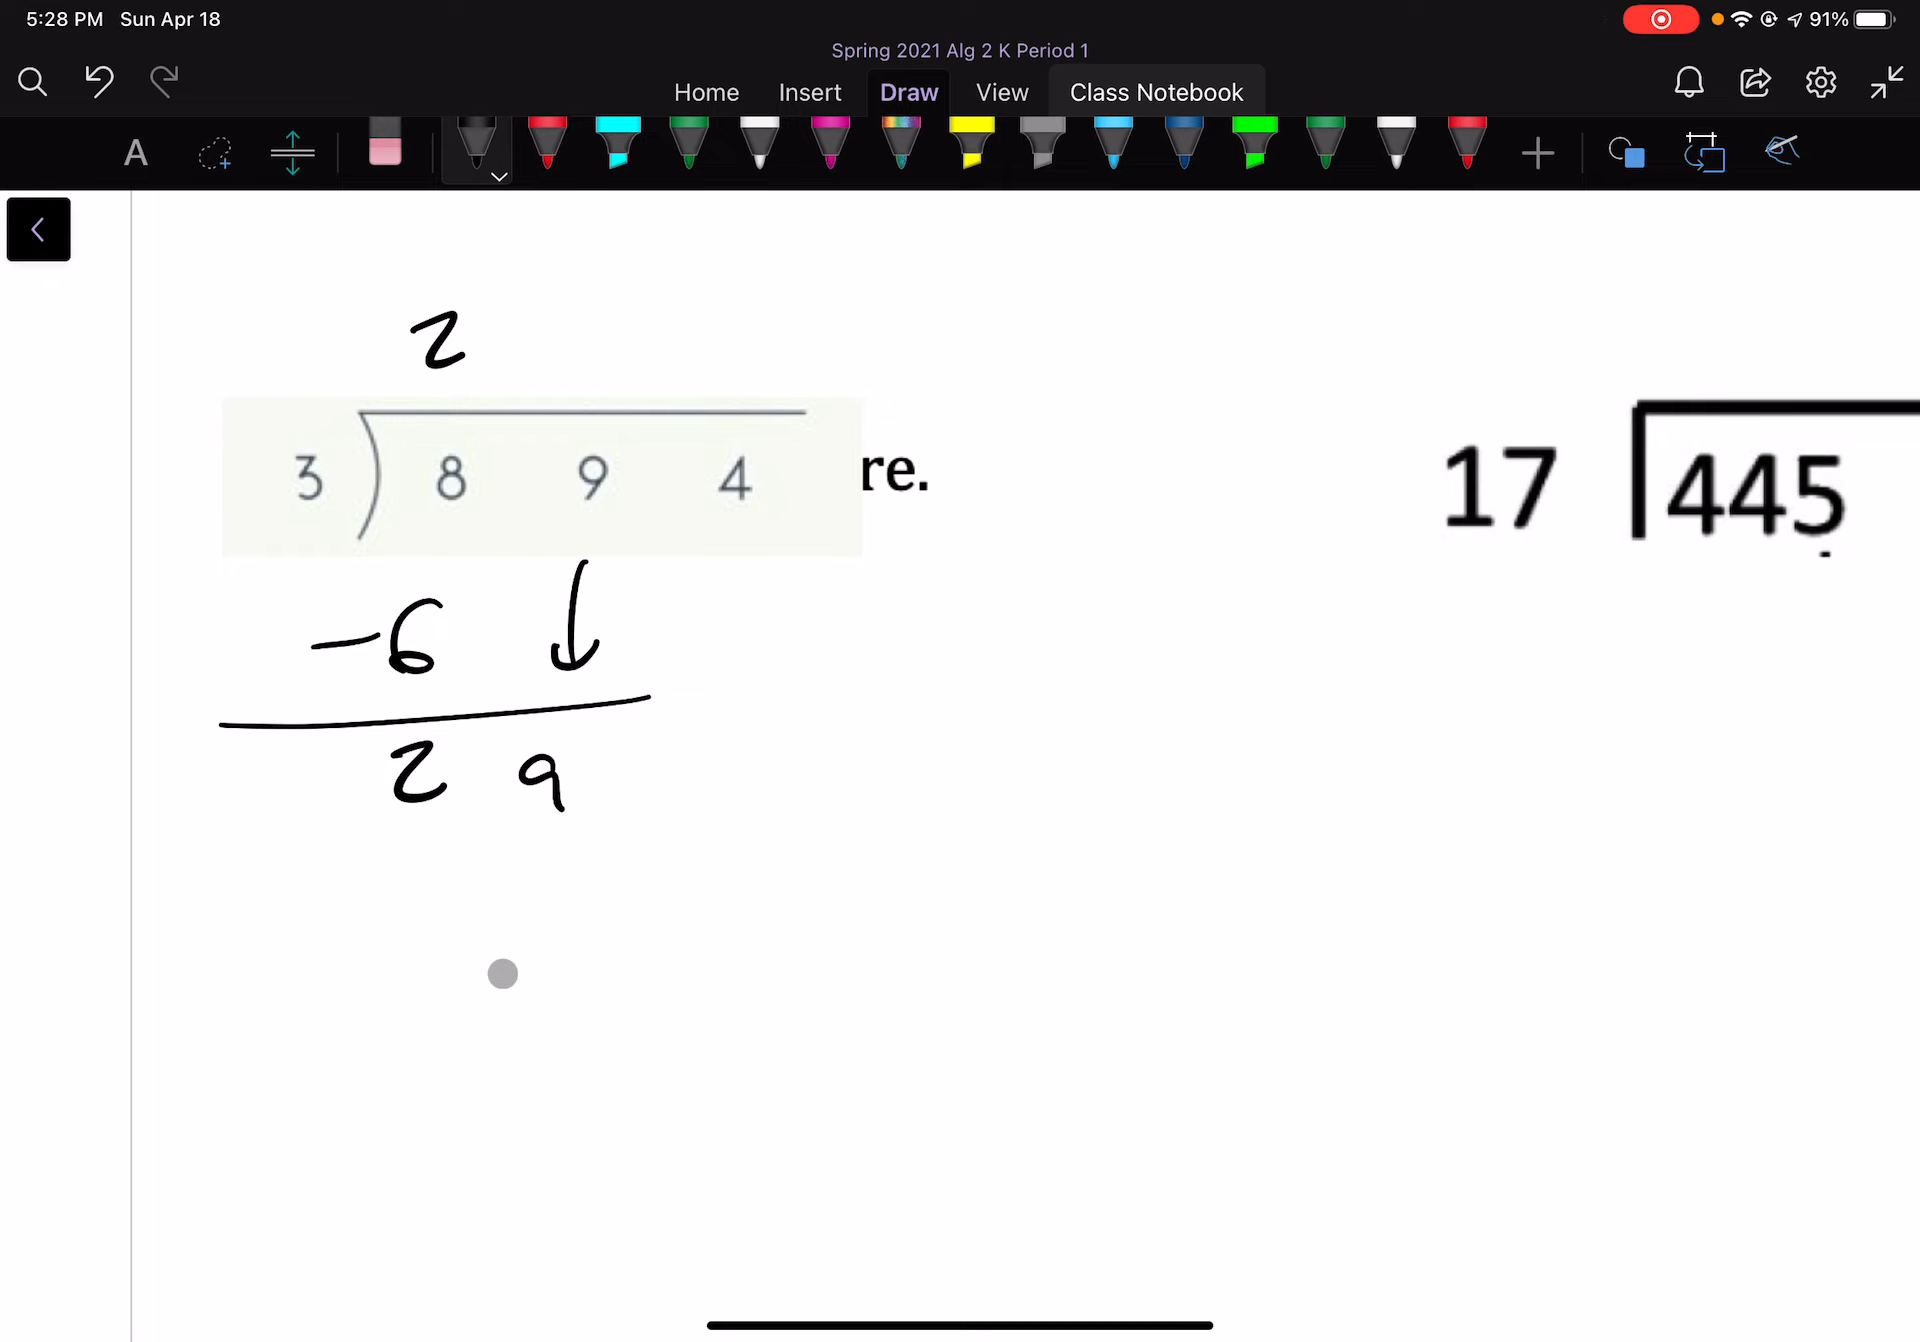 5:28 PM Sun Apr 18
91%
Spring 2021 Alg 2 K Period 1
Home Insert Draw View Class Notebook
A
2
3 8 9 4 re.
17 445
-6
2 9